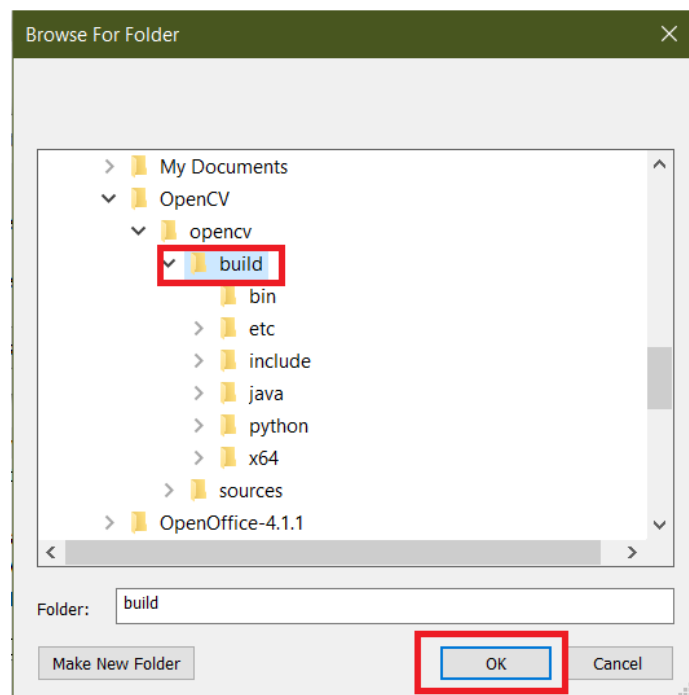 Browse For Folder
My Documents
OpenCV
opencv
build
bin
etc
include
java
python
x64
sources
OpenOffice-4.1.1
Folder: build
Make New Folder OK Cancel